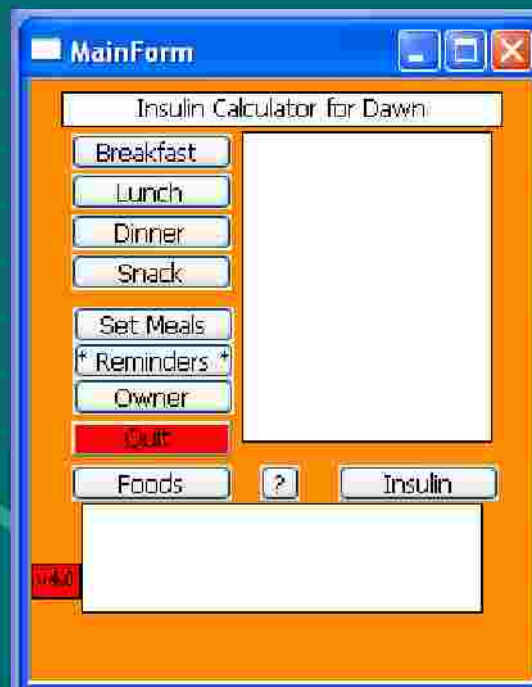 MainForm
Insulin Calculator for Dawn
Breakfast
Lunch
Dinner
Snack
Set Meals
* Reminders *
Owner
Quit
Foods ? Insulin